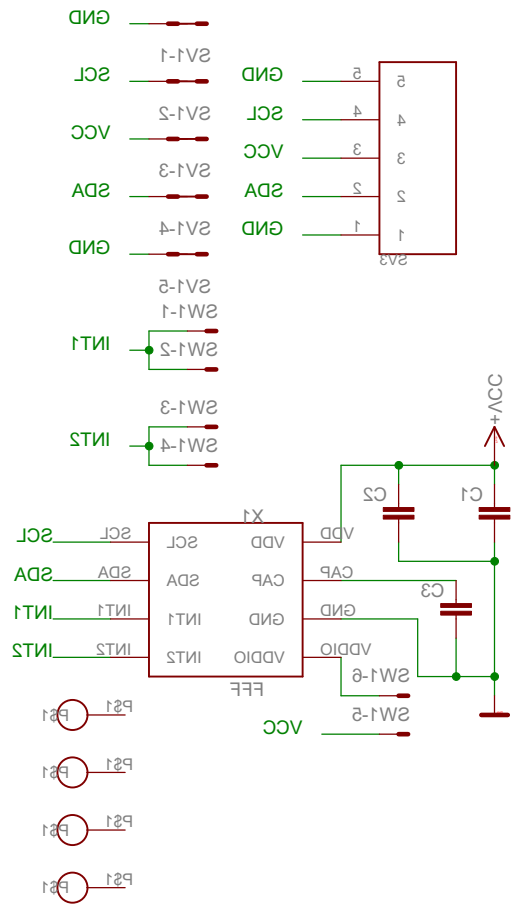 GND
SV1-1
SCL
SV1-2
VCC
SV1-3
SDA
SV1-4
GND
SV1-5
GND 5 5
SCL 4 4
VCC 3 3
SDA 2 2
GND 1 1
SV3
SW1-1
INT1
SW1-2
SW1-3
INT2
SW1-4
+VCC
C2
C1
X1
SCL SCL SCL VDD VDD
SDA SDA SDA CAP CAP
C3
INT1 INT1 INT1 GND GND
INT2 INT2 INT2 VDDIO VDDIO
FFF
SW1-6
SW1-5
VCC
P$1 P$1
P$1 P$1
P$1 P$1
P$1 P$1